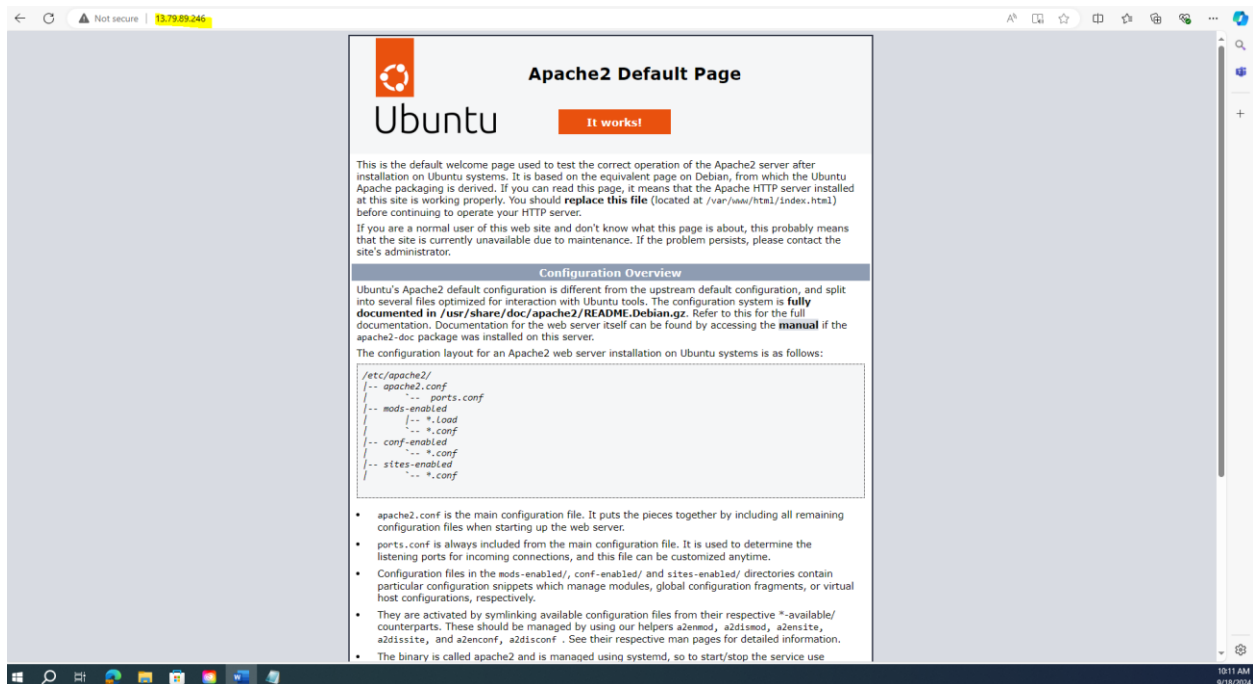 Not secure
13.79.89.246
Apache2 Default Page
Ubuntu
It works!
This is the default welcome page used to test the correct operation of the Apache2 server after
installation on Ubuntu systems. It is based on the equivalent page on Debian, from which the Ubuntu
Apache packaging is derived. If you can read this page, it means that the Apache HTTP server installed
at this site is working properly. You should replace this file (located at /var/www/html/index.html)
before continuing to operate your HTTP server.
If you are a normal user of this web site and don't know what this page is about, this probably means
that the site is currently unavailable due to maintenance. If the problem persists, please contact the
site's administrator.
Configuration Overview
Ubuntu's Apache2 default configuration is different from the upstream default configuration, and split
into several files optimized for interaction with Ubuntu tools. The configuration system is fully
documented in /usr/share/doc/apache2/README.Debian.gz. Refer to this for the full
documentation. Documentation for the web server itself can be found by accessing the manual if the
apache2-doc package was installed on this server.
The configuration layout for an Apache2 web server installation on Ubuntu systems is as follows:
/etc/apache2/
|-- apache2.conf
|       `--  ports.conf
|-- mods-enabled
|       |-- *.load
|       `-- *.conf
|-- conf-enabled
|       `-- *.conf
|-- sites-enabled
|       `-- *.conf
• apache2.conf is the main configuration file. It puts the pieces together by including all remaining
configuration files when starting up the web server.
• ports.conf is always included from the main configuration file. It is used to determine the
listening ports for incoming connections, and this file can be customized anytime.
• Configuration files in the mods-enabled/, conf-enabled/ and sites-enabled/ directories contain
particular configuration snippets which manage modules, global configuration fragments, or virtual
host configurations, respectively.
• They are activated by symlinking available configuration files from their respective *-available/
counterparts. These should be managed by using our helpers a2enmod, a2dismod, a2ensite,
a2dissite, and a2enconf, a2disconf . See their respective man pages for detailed information.
• The binary is called apache2 and is managed using systemd, so to start/stop the service use
10:11 AM
9/18/2024